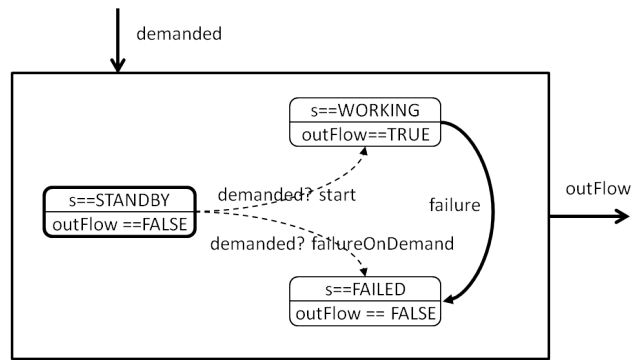 demanded
s==WORKING
outFlow==TRUE
s==STANDBY
outFlow ==FALSE
demanded? start
failure
outFlow
demanded? failureOnDemand
s==FAILED
outFlow == FALSE